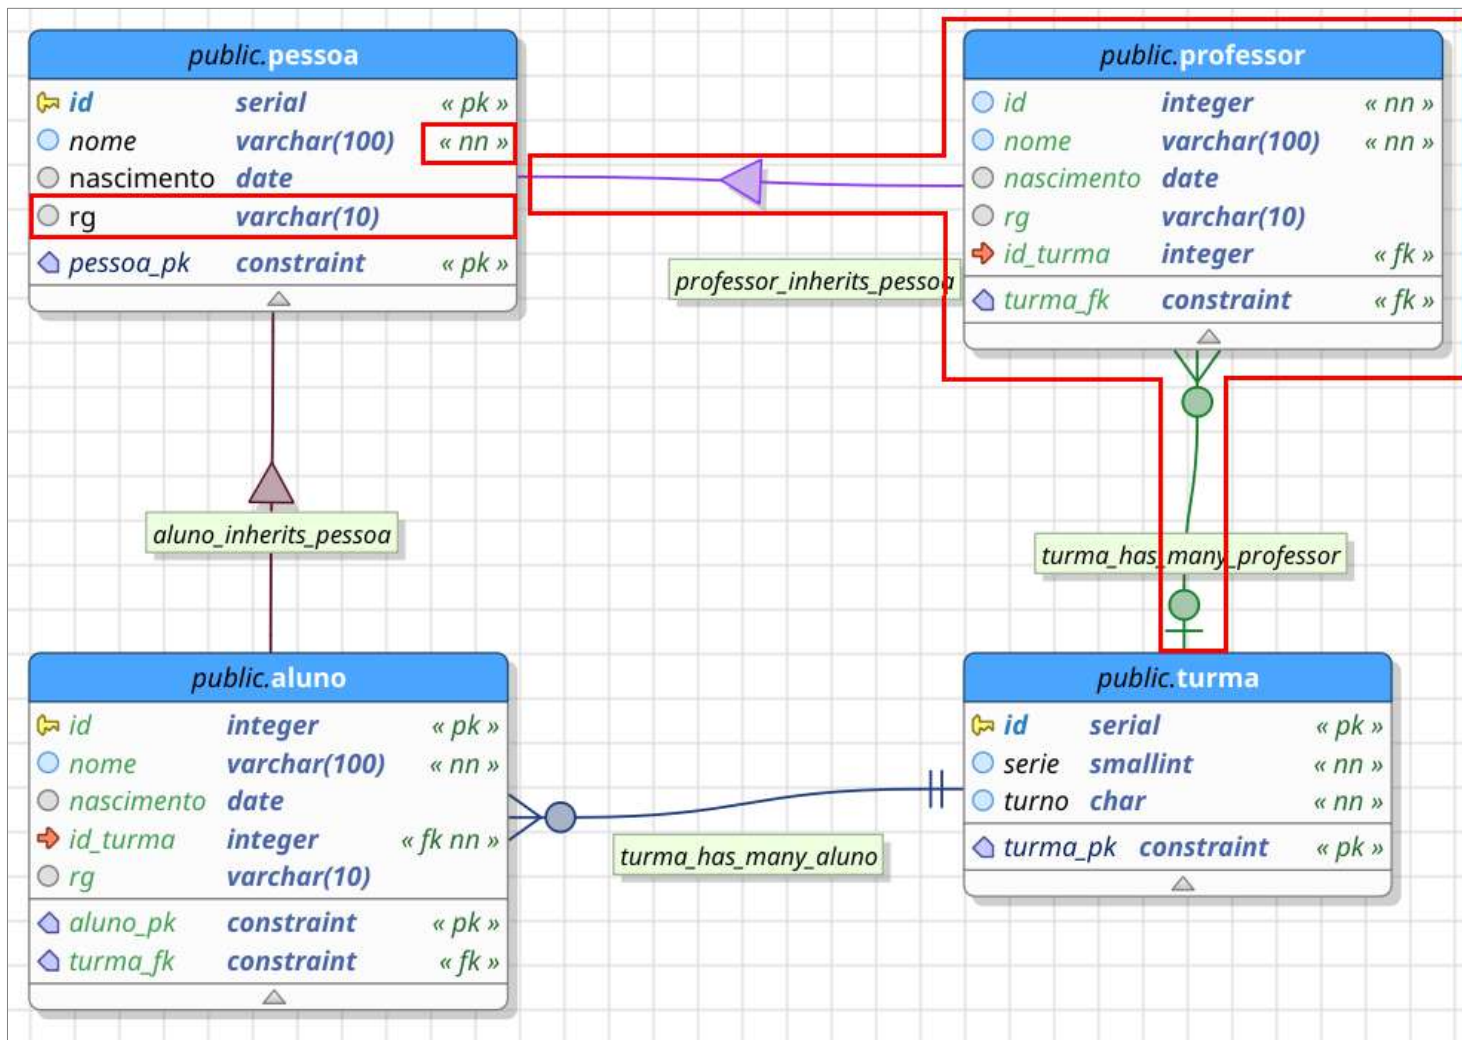 public.pessoa
id serial « pk »
nome varchar(100) « nn »
nascimento date
rg varchar(10)
pessoa_pk constraint « pk »
public.professor
id integer « nn »
nome varchar(100) « nn »
nascimento date
rg varchar(10)
id_turma integer « fk »
turma_fk constraint « fk »
professor_inherits_pessoa
aluno_inherits_pessoa
turma_has_many_professor
public.aluno
id integer « pk »
nome varchar(100) « nn »
nascimento date
id_turma integer « fk nn »
rg varchar(10)
aluno_pk constraint « pk »
turma_fk constraint « fk »
turma_has_many_aluno
public.turma
id serial « pk »
serie smallint « nn »
turno char « nn »
turma_pk constraint « pk »